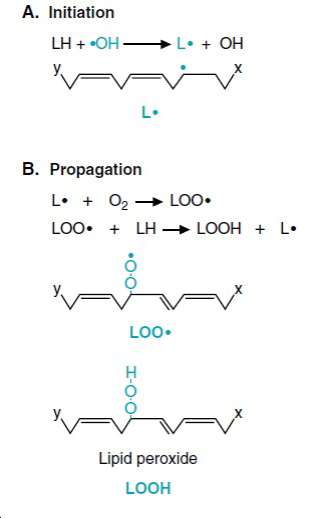 A. Initiation
LH + •OH → L• + OH
y x
L•
B. Propagation
L• + O₂ → LOO•
LOO• + LH → LOOH + L•
•
O
O
y x
LOO•
H
O
O
y x
Lipid peroxide
LOOH